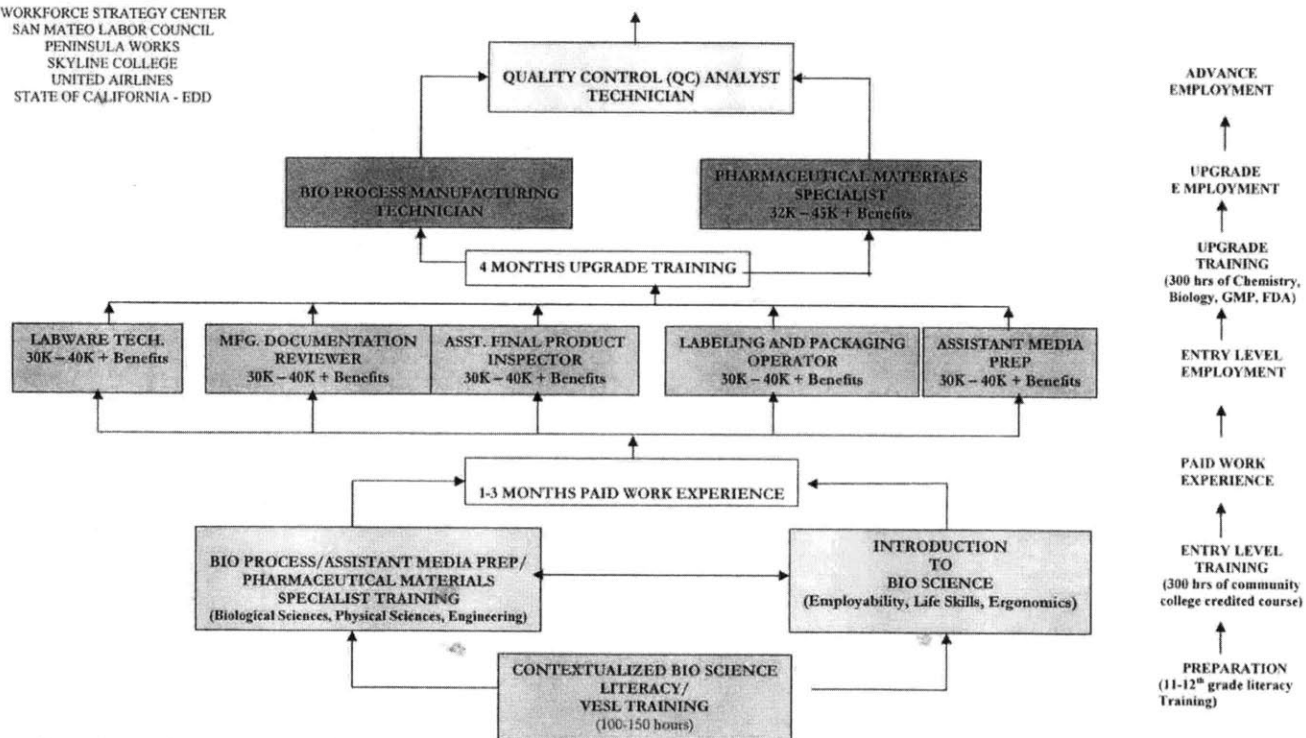 WORKFORCE STRATEGY CENTER
SAN MATEO LABOR COUNCIL
PENINSULA WORKS
SKYLINE COLLEGE
UNITED AIRLINES
STATE OF CALIFORNIA - EDD
QUALITY CONTROL (QC) ANALYST
TECHNICIAN
BIO PROCESS MANUFACTURING
TECHNICIAN
PHARMACEUTICAL MATERIALS
SPECIALIST
32K – 45K + Benefits
4 MONTHS UPGRADE TRAINING
LABWARE TECH.
30K – 40K + Benefits
MFG. DOCUMENTATION
REVIEWER
30K – 40K + Benefits
ASST. FINAL PRODUCT
INSPECTOR
30K – 40K + Benefits
LABELING AND PACKAGING
OPERATOR
30K – 40K + Benefits
ASSISTANT MEDIA
PREP
30K – 40K + Benefits
1-3 MONTHS PAID WORK EXPERIENCE
BIO PROCESS/ASSISTANT MEDIA PREP/
PHARMACEUTICAL MATERIALS
SPECIALIST TRAINING
(Biological Sciences, Physical Sciences, Engineering)
INTRODUCTION
TO
BIO SCIENCE
(Employability, Life Skills, Ergonomics)
CONTEXTUALIZED BIO SCIENCE
LITERACY/
VESL TRAINING
(100-150 hours)
ADVANCE
EMPLOYMENT
UPGRADE
E MPLOYMENT
UPGRADE
TRAINING
(300 hrs of Chemistry,
Biology, GMP, FDA)
ENTRY LEVEL
EMPLOYMENT
PAID WORK
EXPERIENCE
ENTRY LEVEL
TRAINING
(300 hrs of community
college credited course)
PREPARATION
(11-12th grade literacy
Training)